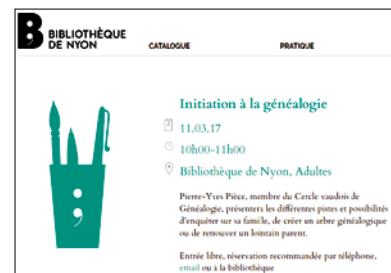 BIBLIOTHÈQUE
DE NYON
CATALOGUE
PRATIQUE
Initiation à la généalogie
11.03.17
10h00-11h00
Bibliothèque de Nyon, Adultes
Pierre-Yves Pièce, membre du Cercle vaudois de
Généalogie, présentera les différentes pistes et possibilités
d'enquêter sur sa famille, de créer un arbre généalogique
ou de retrouver un lointain parent.
Entrée libre, réservation recommandée par téléphone,
email ou à la bibliothèque